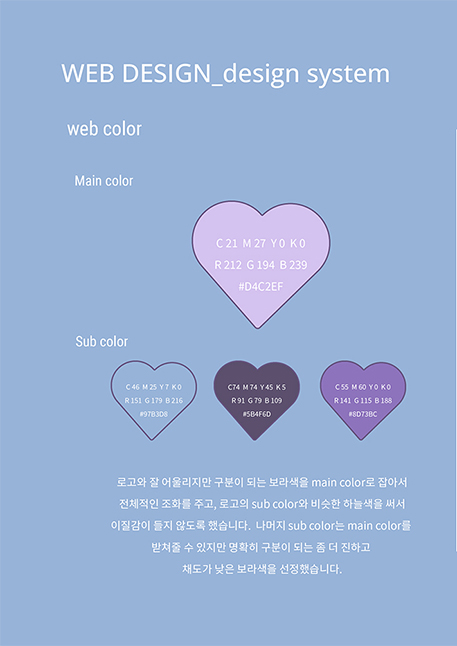 WEB DESIGN_design system
web color
Main color
C 21 M 27 Y 0 K 0
R 212 G 194 B 239
#D4C2EF
Sub color
C 46 M 25 Y 7 K 0
R 151 G 179 B 216
#97B3D8
C74 M 74 Y 45 K 5
R 91 G 79 B 109
#5B4F6D
C 55 M 60 Y 0 K 0
R 141 G 115 B 188
#8D73BC
로고와 잘 어울리지만 구분이 되는 보라색을 main color로 잡아서
전체적인 조화를 주고, 로고의 sub color와 비슷한 하늘색을 써서
이질감이 들지 않도록 했습니다. 나머지 sub color는 main color를
받쳐줄 수 있지만 명확히 구분이 되는 좀 더 진하고
채도가 낮은 보라색을 선정했습니다.